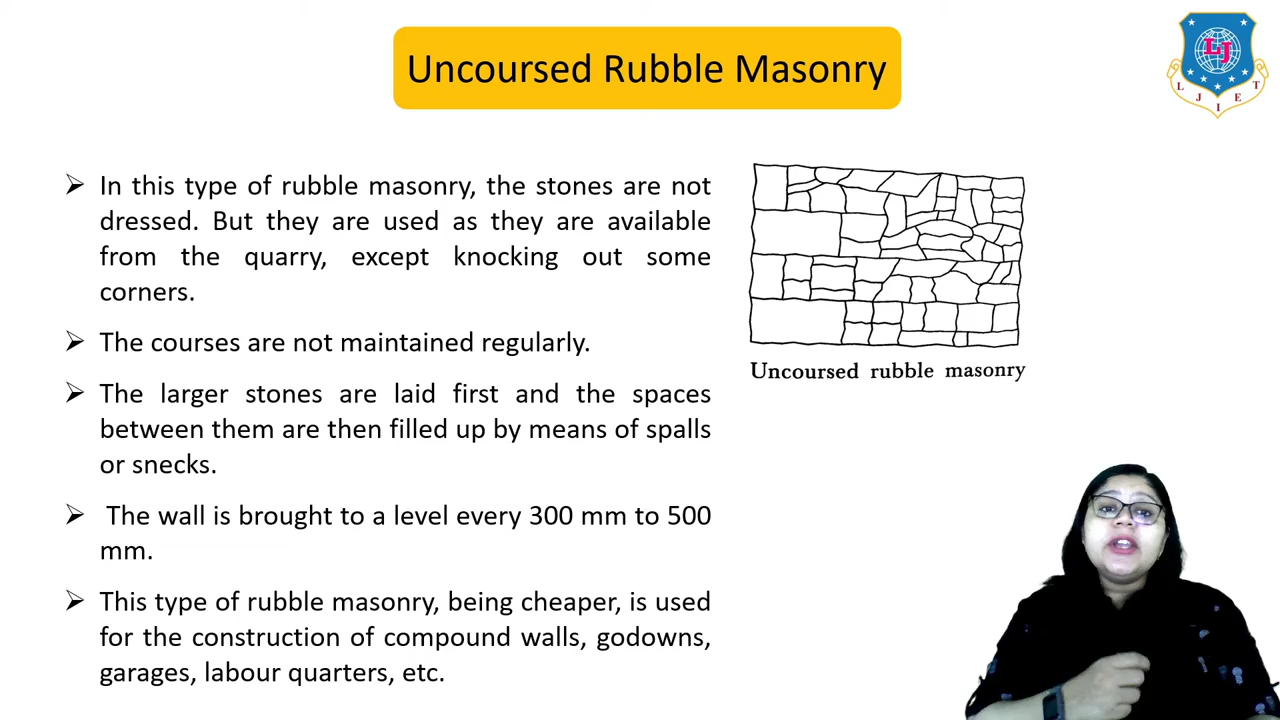 Uncoursed Rubble Masonry
LJ
L J I E T
➢ In this type of rubble masonry, the stones are not
dressed. But they are used as they are available
from the quarry, except knocking out some
corners.
➢ The courses are not maintained regularly.
➢ The larger stones are laid first and the spaces
between them are then filled up by means of spalls
or snecks.
➢ The wall is brought to a level every 300 mm to 500
mm.
➢ This type of rubble masonry, being cheaper, is used
for the construction of compound walls, godowns,
garages, labour quarters, etc.
Uncoursed rubble masonry